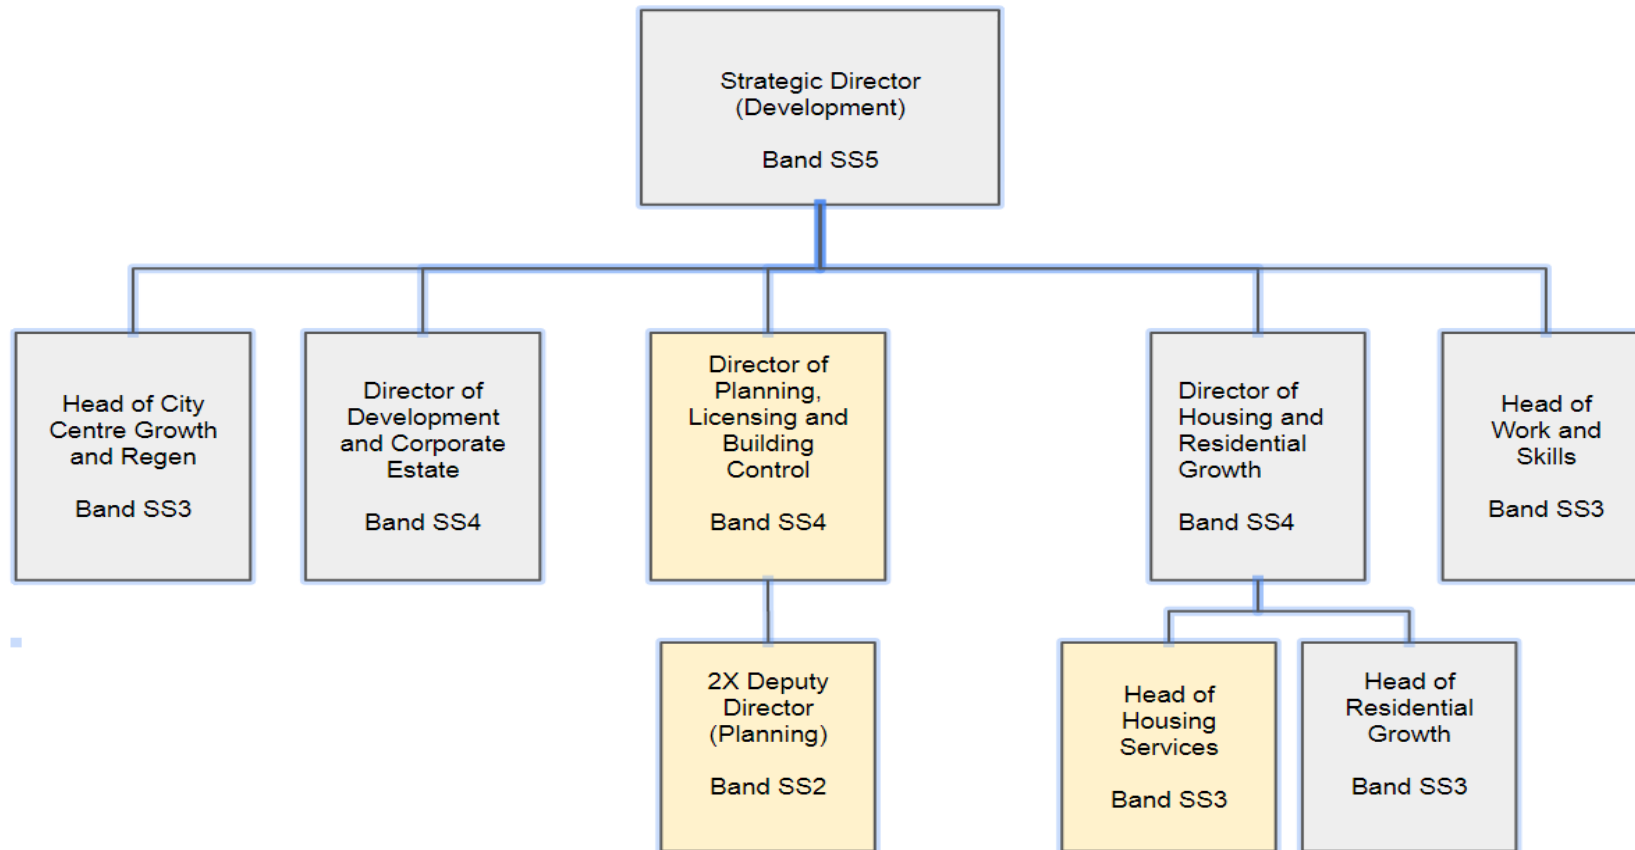 Strategic Director
(Development)
Band SS5
Head of City
Centre Growth
and Regen
Band SS3
Director of
Development
and Corporate
Estate
Band SS4
Director of
Planning,
Licensing and
Building
Control
Band SS4
Director of
Housing and
Residential
Growth
Band SS4
Head of
Work and
Skills
Band SS3
2X Deputy
Director
(Planning)
Band SS2
Head of
Housing
Services
Band SS3
Head of
Residential
Growth
Band SS3